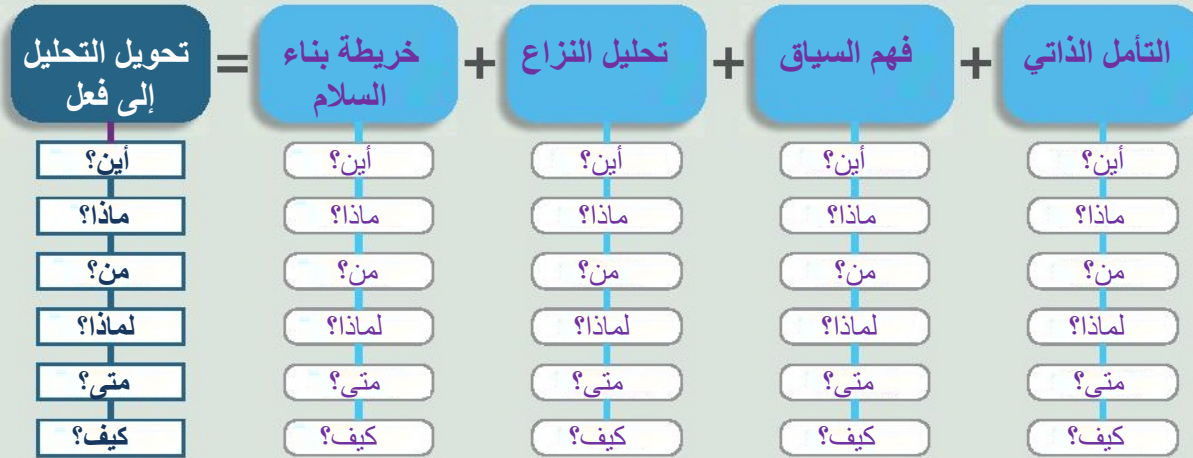 التأمل الذاتي + فهم السياق + تحليل النزاع + خريطة بناء السلام = تحويل التحليل إلى فعل
أين؟ أين؟ أين؟ أين؟ أين؟
ماذا؟ ماذا؟ ماذا؟ ماذا؟ ماذا؟
من؟ من؟ من؟ من؟ من؟
لماذا؟ لماذا؟ لماذا؟ لماذا؟ لماذا؟
متى؟ متى؟ متى؟ متى؟ متى؟
كيف؟ كيف؟ كيف؟ كيف؟ كيف؟